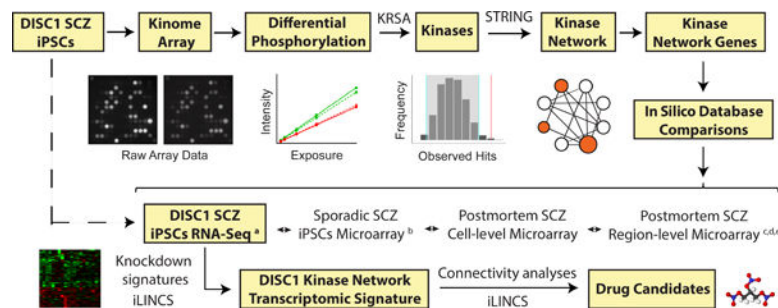 DISC1 SCZ
iPSCs
Kinome
Array
Differential
Phosphorylation
KRSA
Kinases
STRING
Kinase
Network
Kinase
Network Genes
Intensity
Frequency
Raw Array Data
Exposure
Observed Hits
In Silico Database
Comparisons
DISC1 SCZ
iPSCs RNA-Seq a
Sporadic SCZ
iPSCs Microarray b
Postmortem SCZ
Cell-level Microarray
Postmortem SCZ
Region-level Microarray c,d,e
Knockdown
signatures
iLINCS
DISC1 Kinase Network
Transcriptomic Signature
Connectivity analyses
iLINCS
Drug Candidates